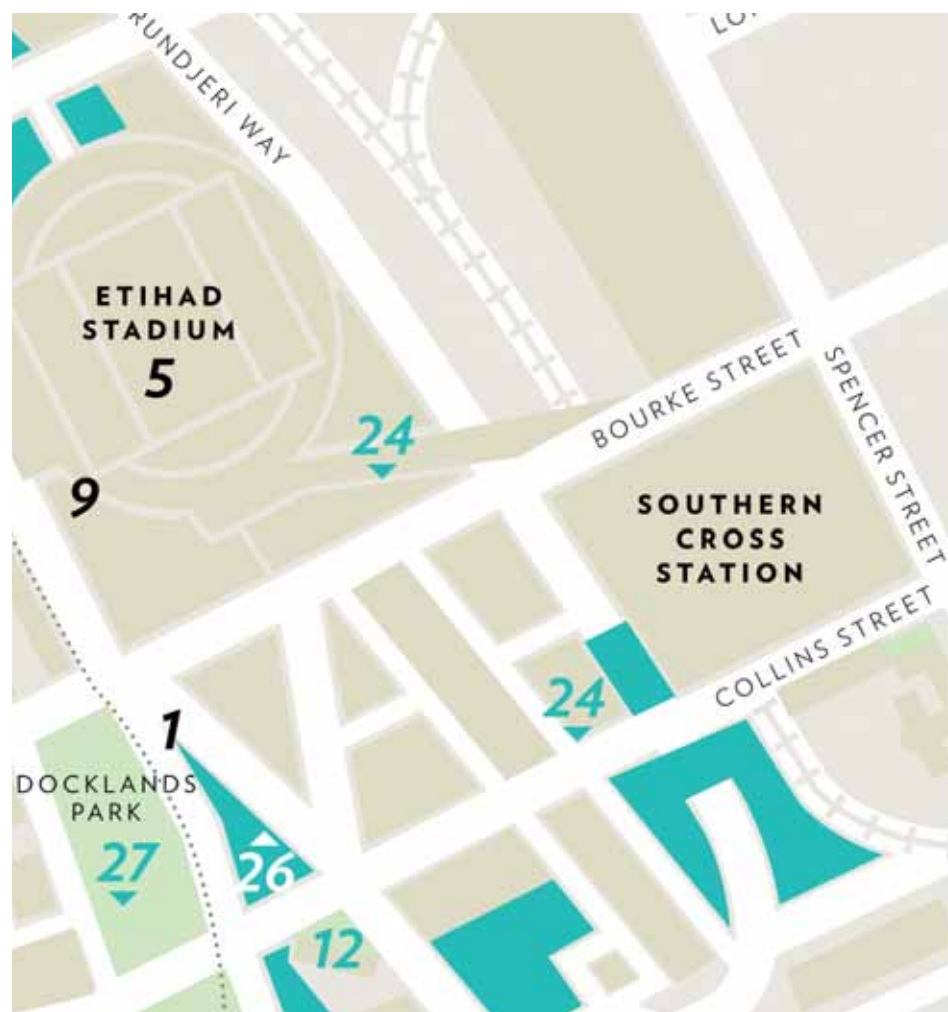 RUNDJERI WAY
ETIHAD
STADIUM
5
24
9
BOURKE STREET
SPENCER STREET
SOUTHERN
CROSS
STATION
COLLINS STREET
24
1
DOCKLANDS
PARK
27
26
12